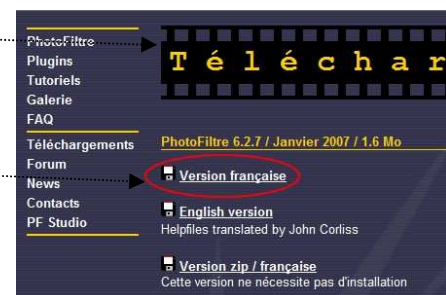 PhotoFiltre
Plugins
Tutoriels
Galerie
FAQ
Téléchargements
Forum
News
Contacts
PF Studio
Téléchar
PhotoFiltre 6.2.7 / Janvier 2007 / 1.6 Mo
Version française
English version
Helpfiles translated by John Corliss
Version zip / française
Cette version ne nécessite pas d'installation